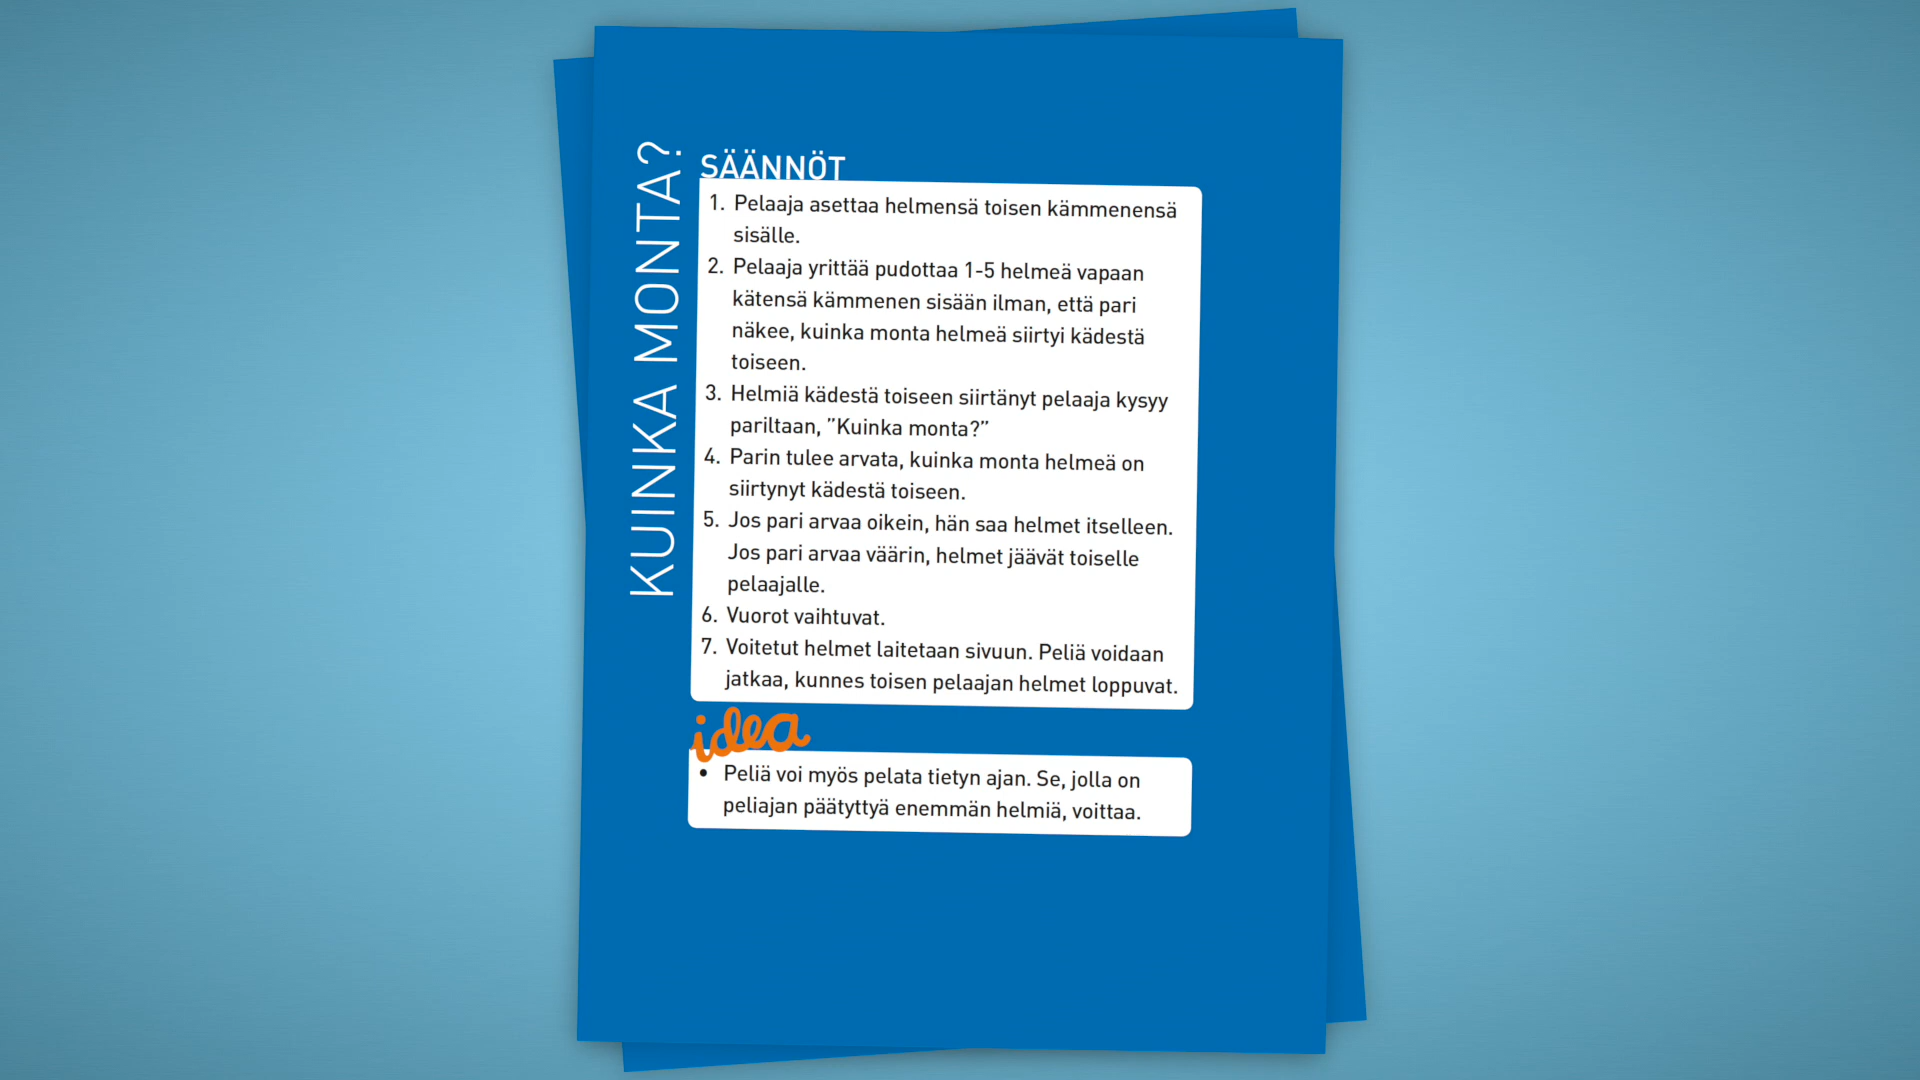 KUINKA MONTA?
SÄÄNNÖT
1. Pelaaja asettaa helmensä toisen kämmenensä
sisälle.
2. Pelaaja yrittää pudottaa 1-5 helmeä vapaan
kätensä kämmenen sisään ilman, että pari
näkee, kuinka monta helmeä siirtyi kädestä
toiseen.
3. Helmiä kädestä toiseen siirtänyt pelaaja kysyy
pariltaan, ”Kuinka monta?”
4. Parin tulee arvata, kuinka monta helmeä on
siirtynyt kädestä toiseen.
5. Jos pari arvaa oikein, hän saa helmet itselleen.
Jos pari arvaa väärin, helmet jäävät toiselle
pelaajalle.
6. Vuorot vaihtuvat.
7. Voitetut helmet laitetaan sivuun. Peliä voidaan
jatkaa, kunnes toisen pelaajan helmet loppuvat.
idea
• Peliä voi myös pelata tietyn ajan. Se, jolla on
peliajan päätyttyä enemmän helmiä, voittaa.